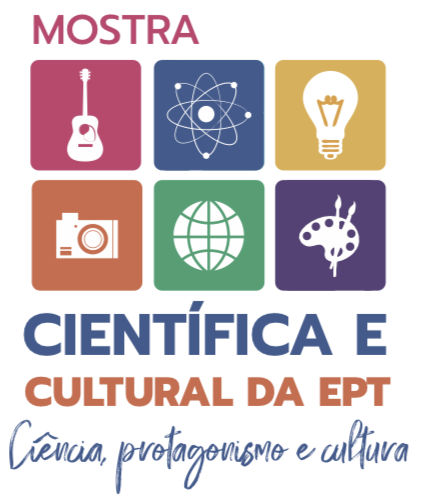 MOSTRA
CIENTÍFICA E
CULTURAL DA EPT
Ciência, protagonismo e cultura